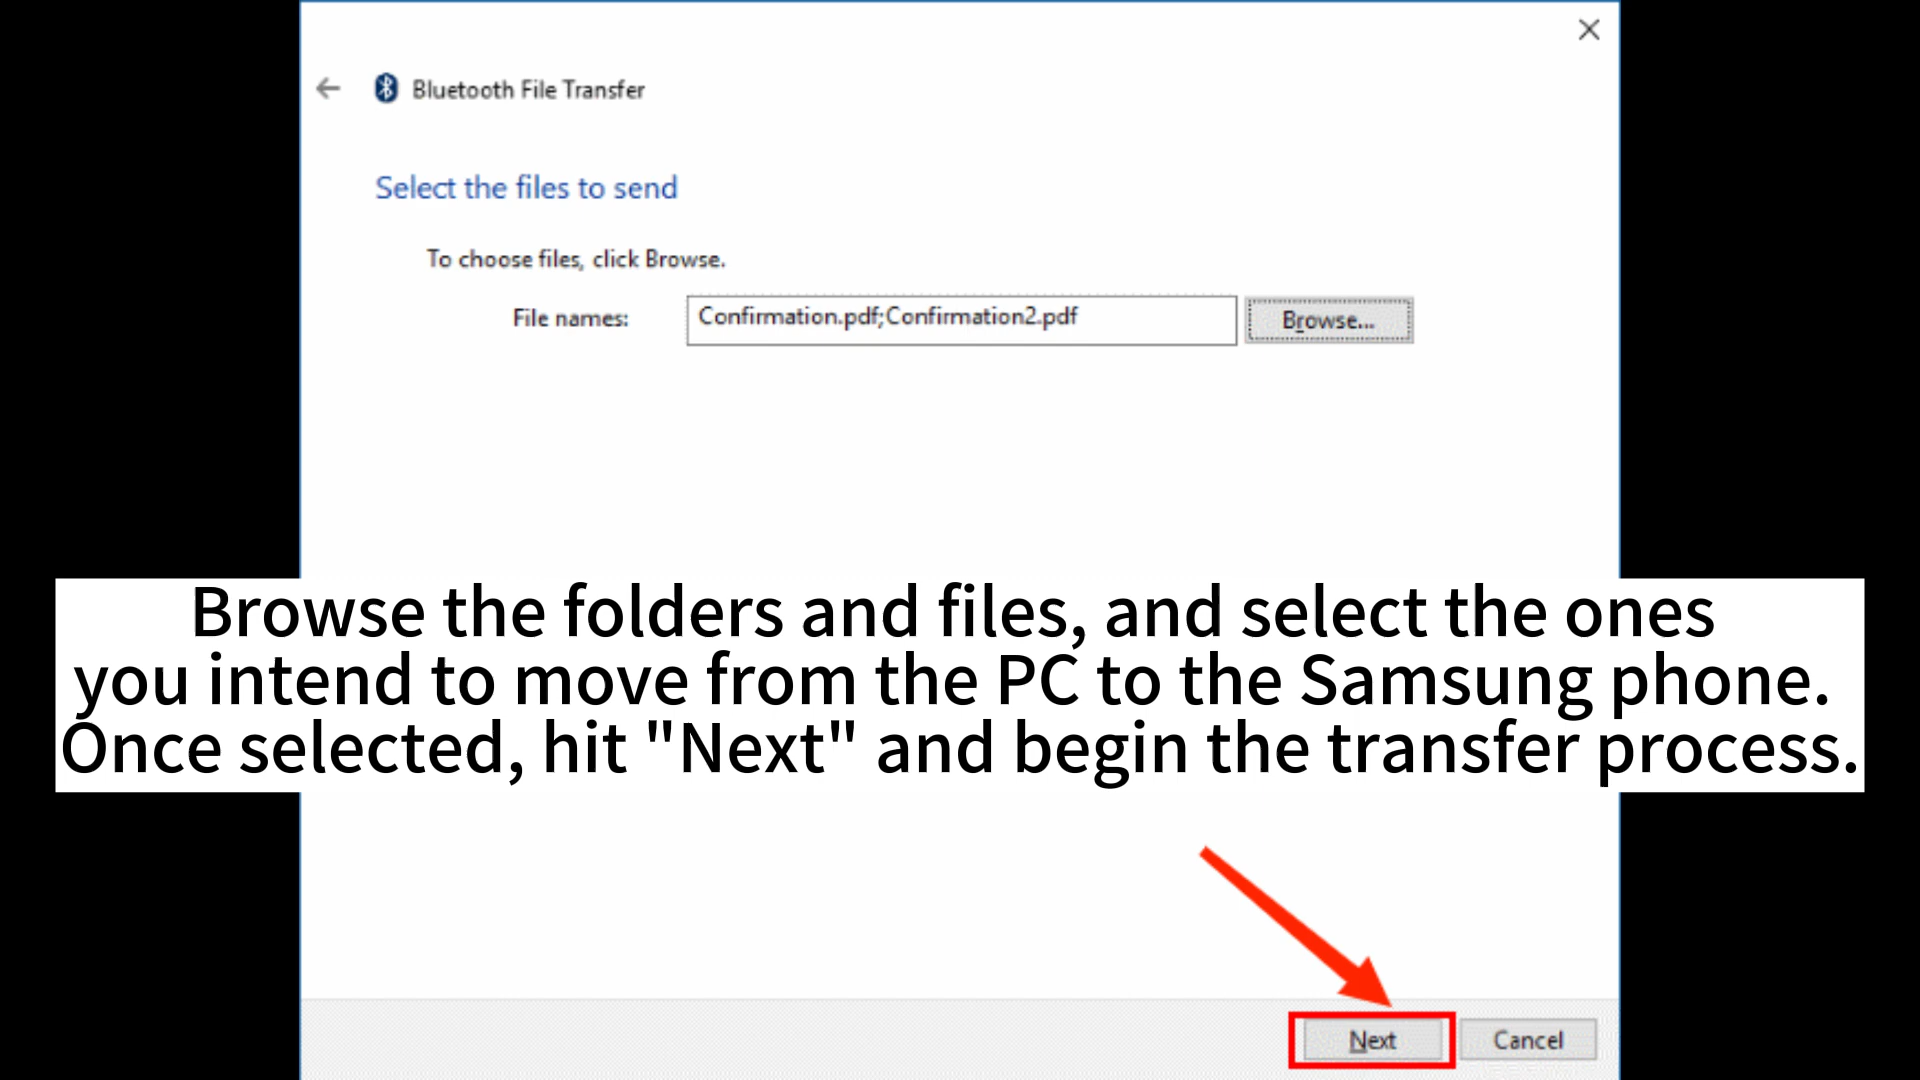 Bluetooth File Transfer
Select the files to send
To choose files, click Browse.
File names: Confirmation.pdf;Confirmation2.pdf Browse...
Browse the folders and files, and select the ones
you intend to move from the PC to the Samsung phone.
Once selected, hit "Next" and begin the transfer process.
Next Cancel